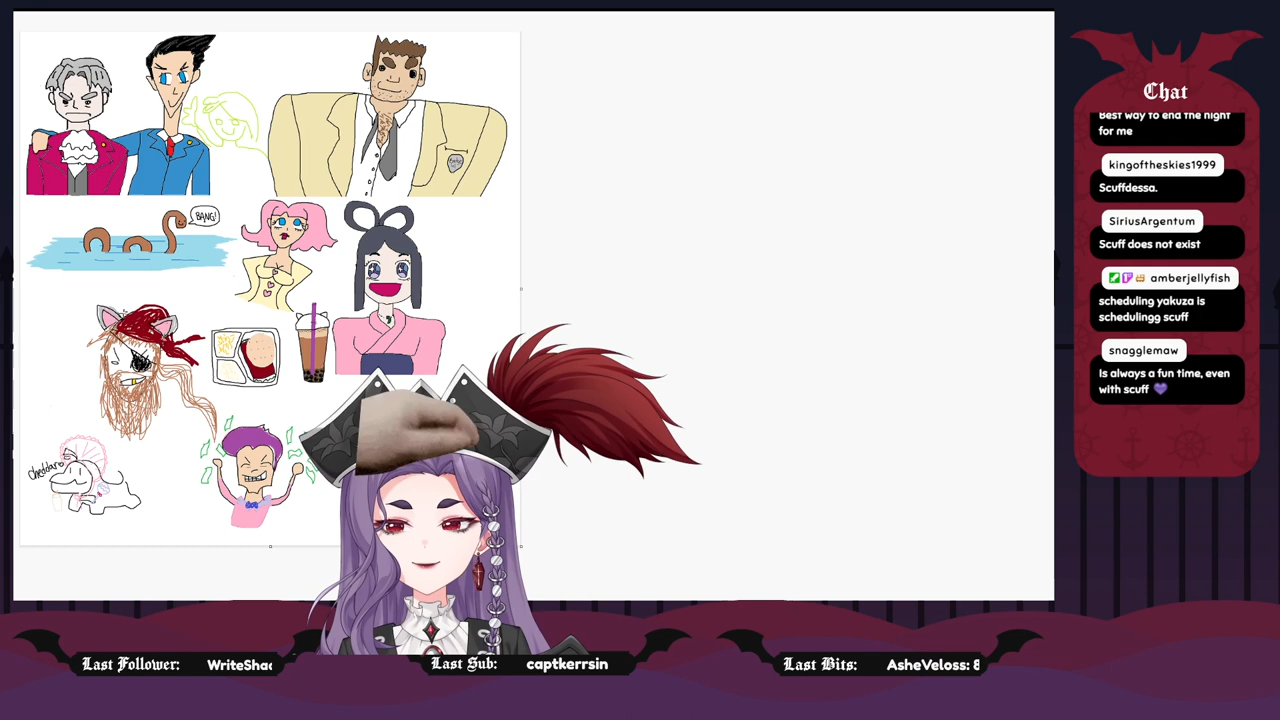 Chat
Best way to end the night
for me
kingoftheskies1999
Scuffdessa.
SiriusArgentum
Scuff does not exist
amberjellyfish
scheduling yakuza is
schedulingg scuff
snagglemaw
Is always a fun time, even
with scuff
BANG!
cheddar
Last Follower: WriteShad
Last Sub: captkerrsin
Last Bits: AsheVeloss: 8